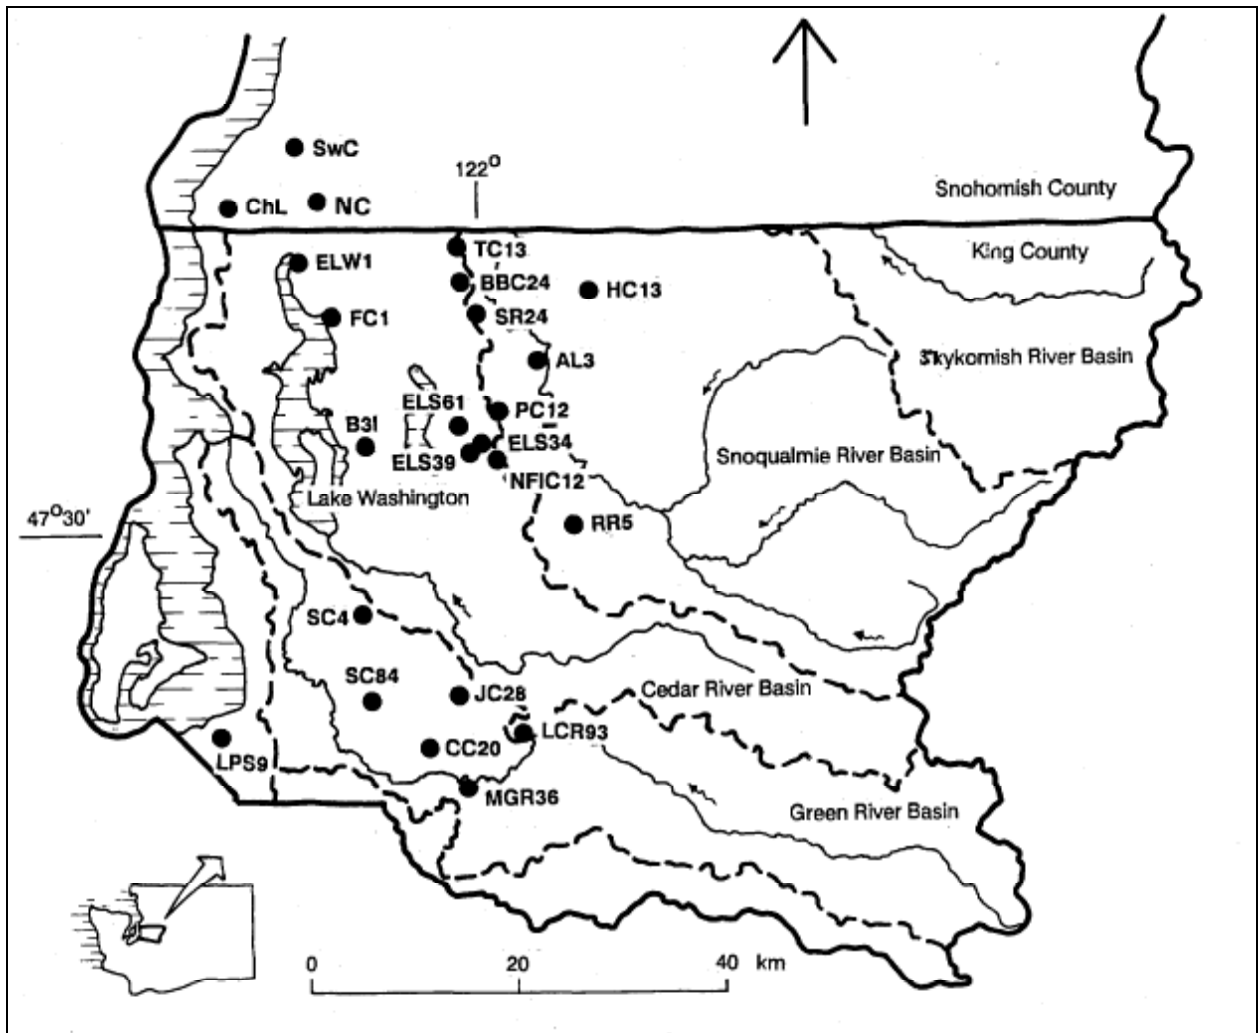 SwC
122°
Snohomish County
ChL
NC
King County
TC13
ELW1
BBC24
HC13
FC1
SR24
AL3
Skykomish River Basin
ELS61
PC12
B3I
ELS34
ELS39
Snoqualmie River Basin
NFIC12
Lake Washington
47°30'
RR5
SC4
SC84
Cedar River Basin
JC28
LCR93
CC20
LPS9
MGR36
Green River Basin
0 20 40 km